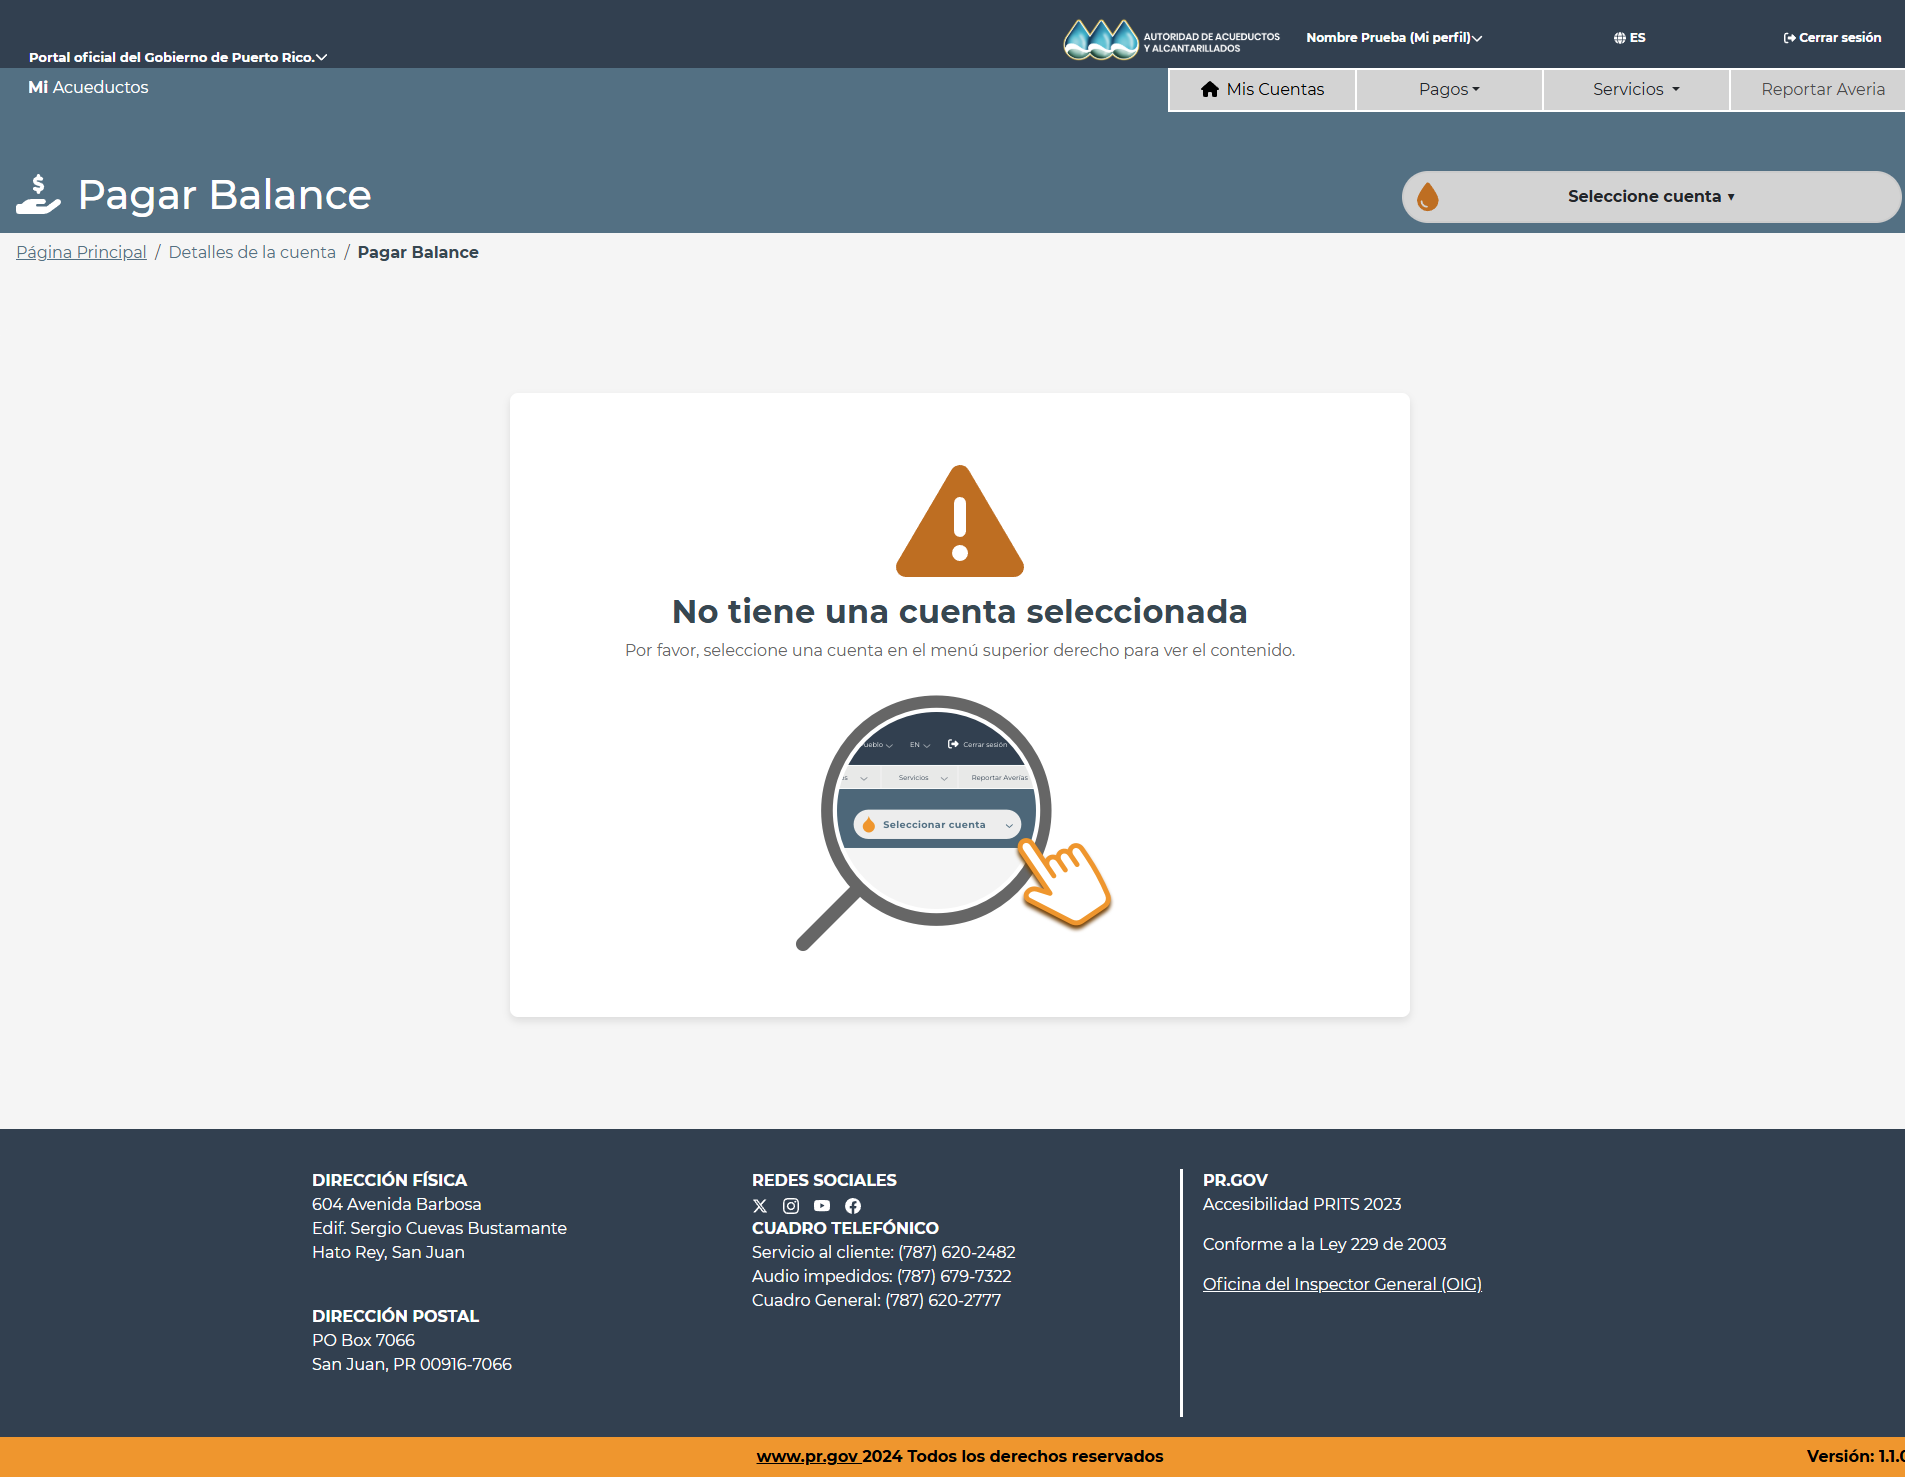 Portal oficial del Gobierno de Puerto Rico.
AUTORIDAD DE ACUEDUCTOS
Y ALCANTARILLADOS
Nombre Prueba (Mi perfil)
ES
Cerrar sesión
Mi Acueductos
Mis Cuentas
Pagos
Servicios
Reportar Averia
Pagar Balance
Seleccione cuenta
Página Principal / Detalles de la cuenta / Pagar Balance
No tiene una cuenta seleccionada
Por favor, seleccione una cuenta en el menú superior derecho para ver el contenido.
EN
Cerrar sesión
Servicios
Reportar Averías
Seleccionar cuenta
DIRECCIÓN FÍSICA
604 Avenida Barbosa
Edif. Sergio Cuevas Bustamante
Hato Rey, San Juan
DIRECCIÓN POSTAL
PO Box 7066
San Juan, PR 00916-7066
REDES SOCIALES
CUADRO TELEFÓNICO
Servicio al cliente: (787) 620-2482
Audio impedidos: (787) 679-7322
Cuadro General: (787) 620-2777
PR.GOV
Accesibilidad PRITS 2023
Conforme a la Ley 229 de 2003
Oficina del Inspector General (OIG)
www.pr.gov 2024 Todos los derechos reservados
Versión: 1.1.0